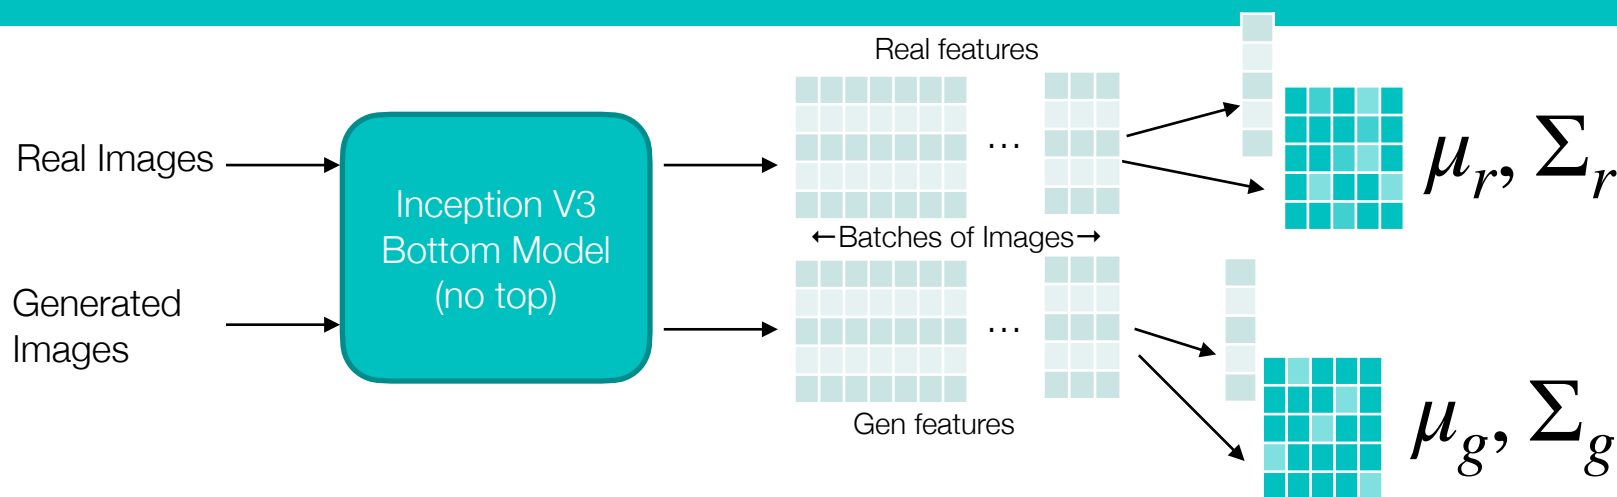 Real features
Real Images
Inception V3
Bottom Model
(no top)
...
μr, Σr
←Batches of Images→
Generated
Images
...
Gen features
μg, Σg